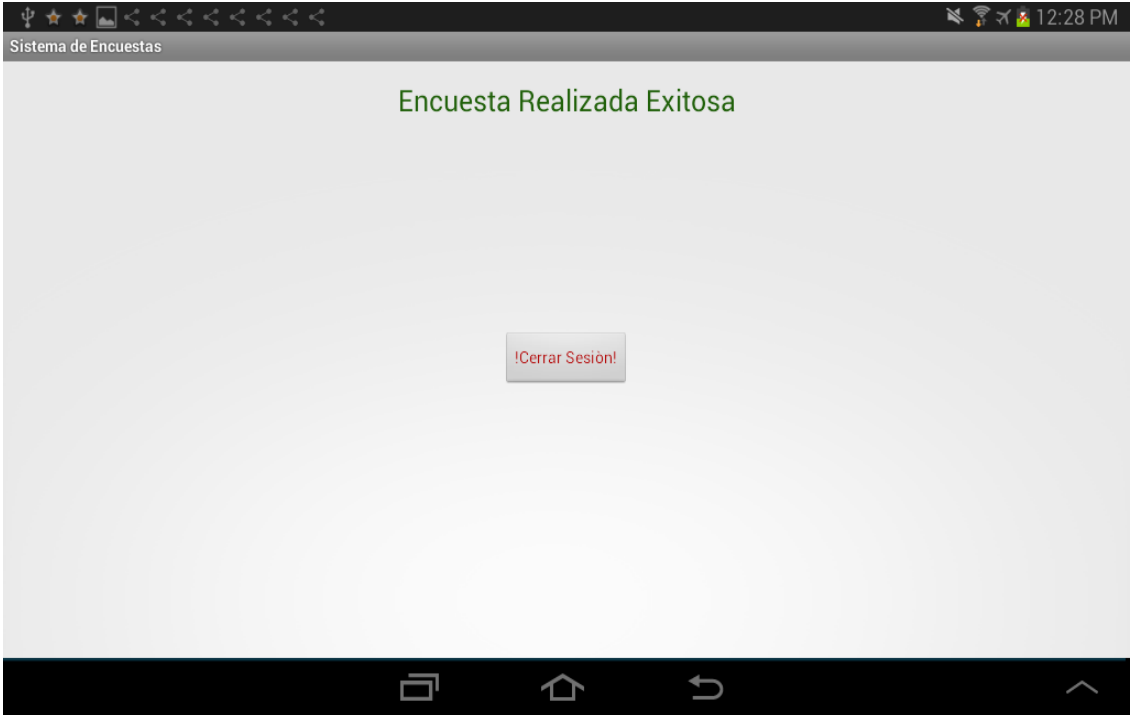 12:28 PM
Sistema de Encuestas
Encuesta Realizada Exitosa
!Cerrar Sesiòn!